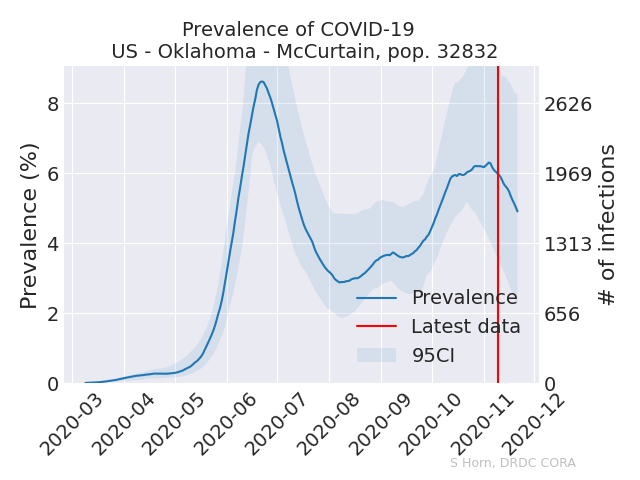 Prevalence of COVID-19
US - Oklahoma - McCurtain, pop. 32832
Prevalence (%)
8
6
4
2
0
2626
1969
1313
656
0
# of infections
Prevalence
Latest data
95CI
2020-03
2020-04
2020-05
2020-06
2020-07
2020-08
2020-09
2020-10
2020-11
2020-12
S Horn, DRDC CORA